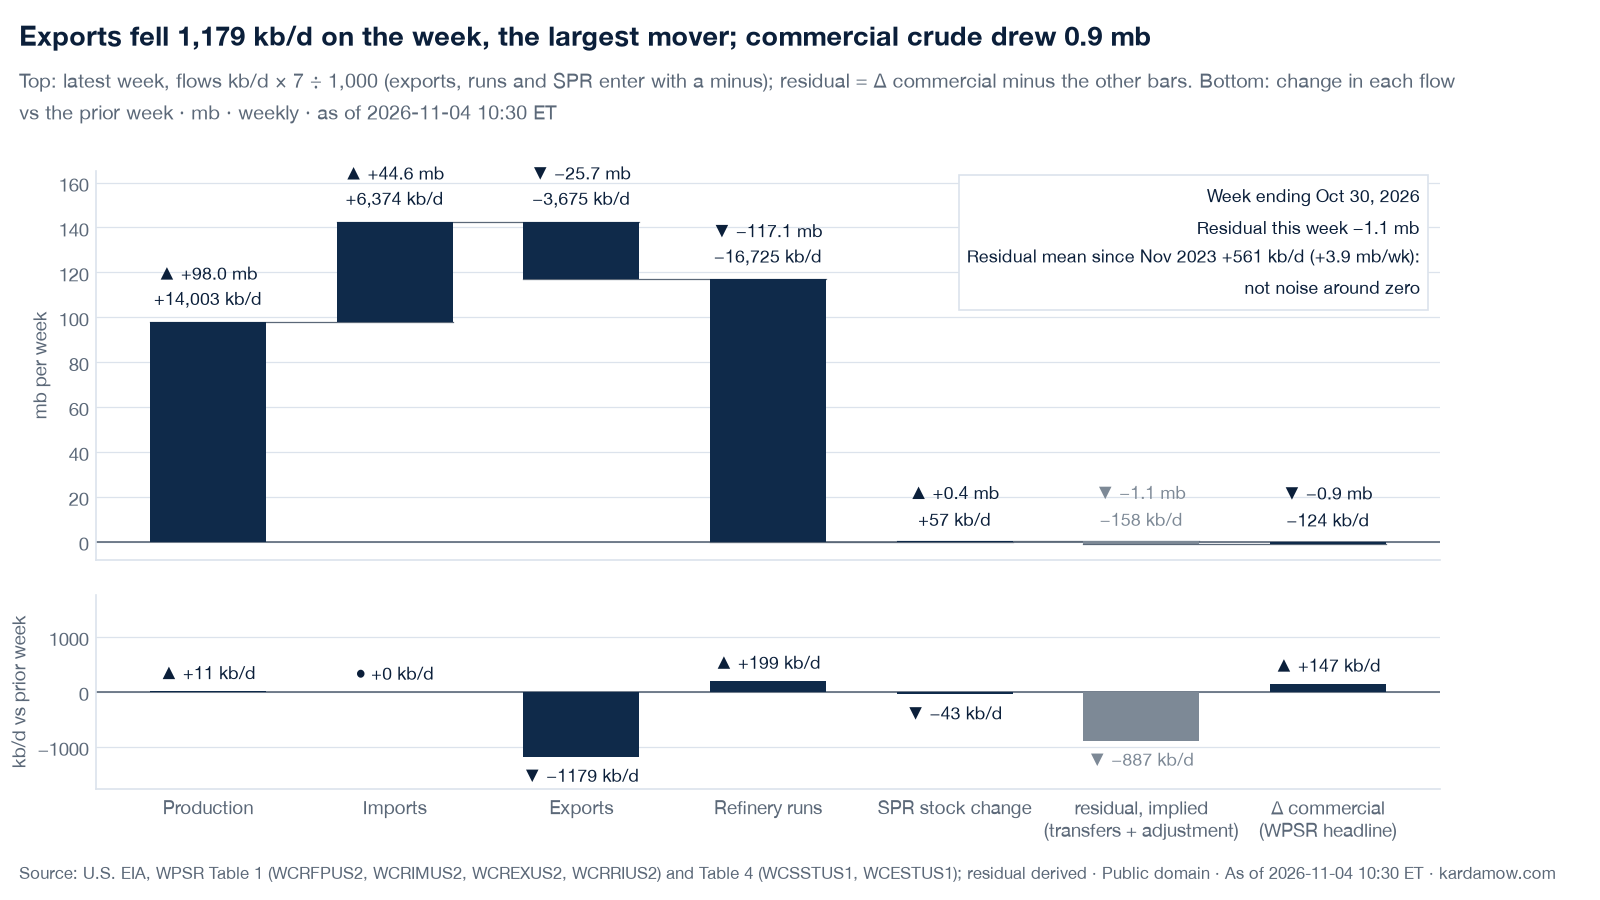 Exports fell 1,179 kb/d on the week, the largest mover; commercial crude drew 0.9 mb
Top: latest week, flows kb/d × 7 ÷ 1,000 (exports, runs and SPR enter with a minus); residual = Δ commercial minus the other bars. Bottom: change in each flow
vs the prior week · mb · weekly · as of 2026-11-04 10:30 ET
mb per week
160
140
120
100
80
60
40
20
0
▲ +98.0 mb
+14,003 kb/d
▲ +44.6 mb
+6,374 kb/d
▼ −25.7 mb
−3,675 kb/d
▼ −117.1 mb
−16,725 kb/d
▲ +0.4 mb
+57 kb/d
▼ −1.1 mb
−158 kb/d
▼ −0.9 mb
−124 kb/d
Week ending Oct 30, 2026
Residual this week −1.1 mb
Residual mean since Nov 2023 +561 kb/d (+3.9 mb/wk):
not noise around zero
kb/d vs prior week
1000
0
−1000
▲ +11 kb/d
● +0 kb/d
▼ −1179 kb/d
▲ +199 kb/d
▼ −43 kb/d
▼ −887 kb/d
▲ +147 kb/d
Production
Imports
Exports
Refinery runs
SPR stock change
residual, implied
(transfers + adjustment)
Δ commercial
(WPSR headline)
Source: U.S. EIA, WPSR Table 1 (WCRFPUS2, WCRIMUS2, WCREXUS2, WCRRIUS2) and Table 4 (WCSSTUS1, WCESTUS1); residual derived · Public domain · As of 2026-11-04 10:30 ET · kardamow.com